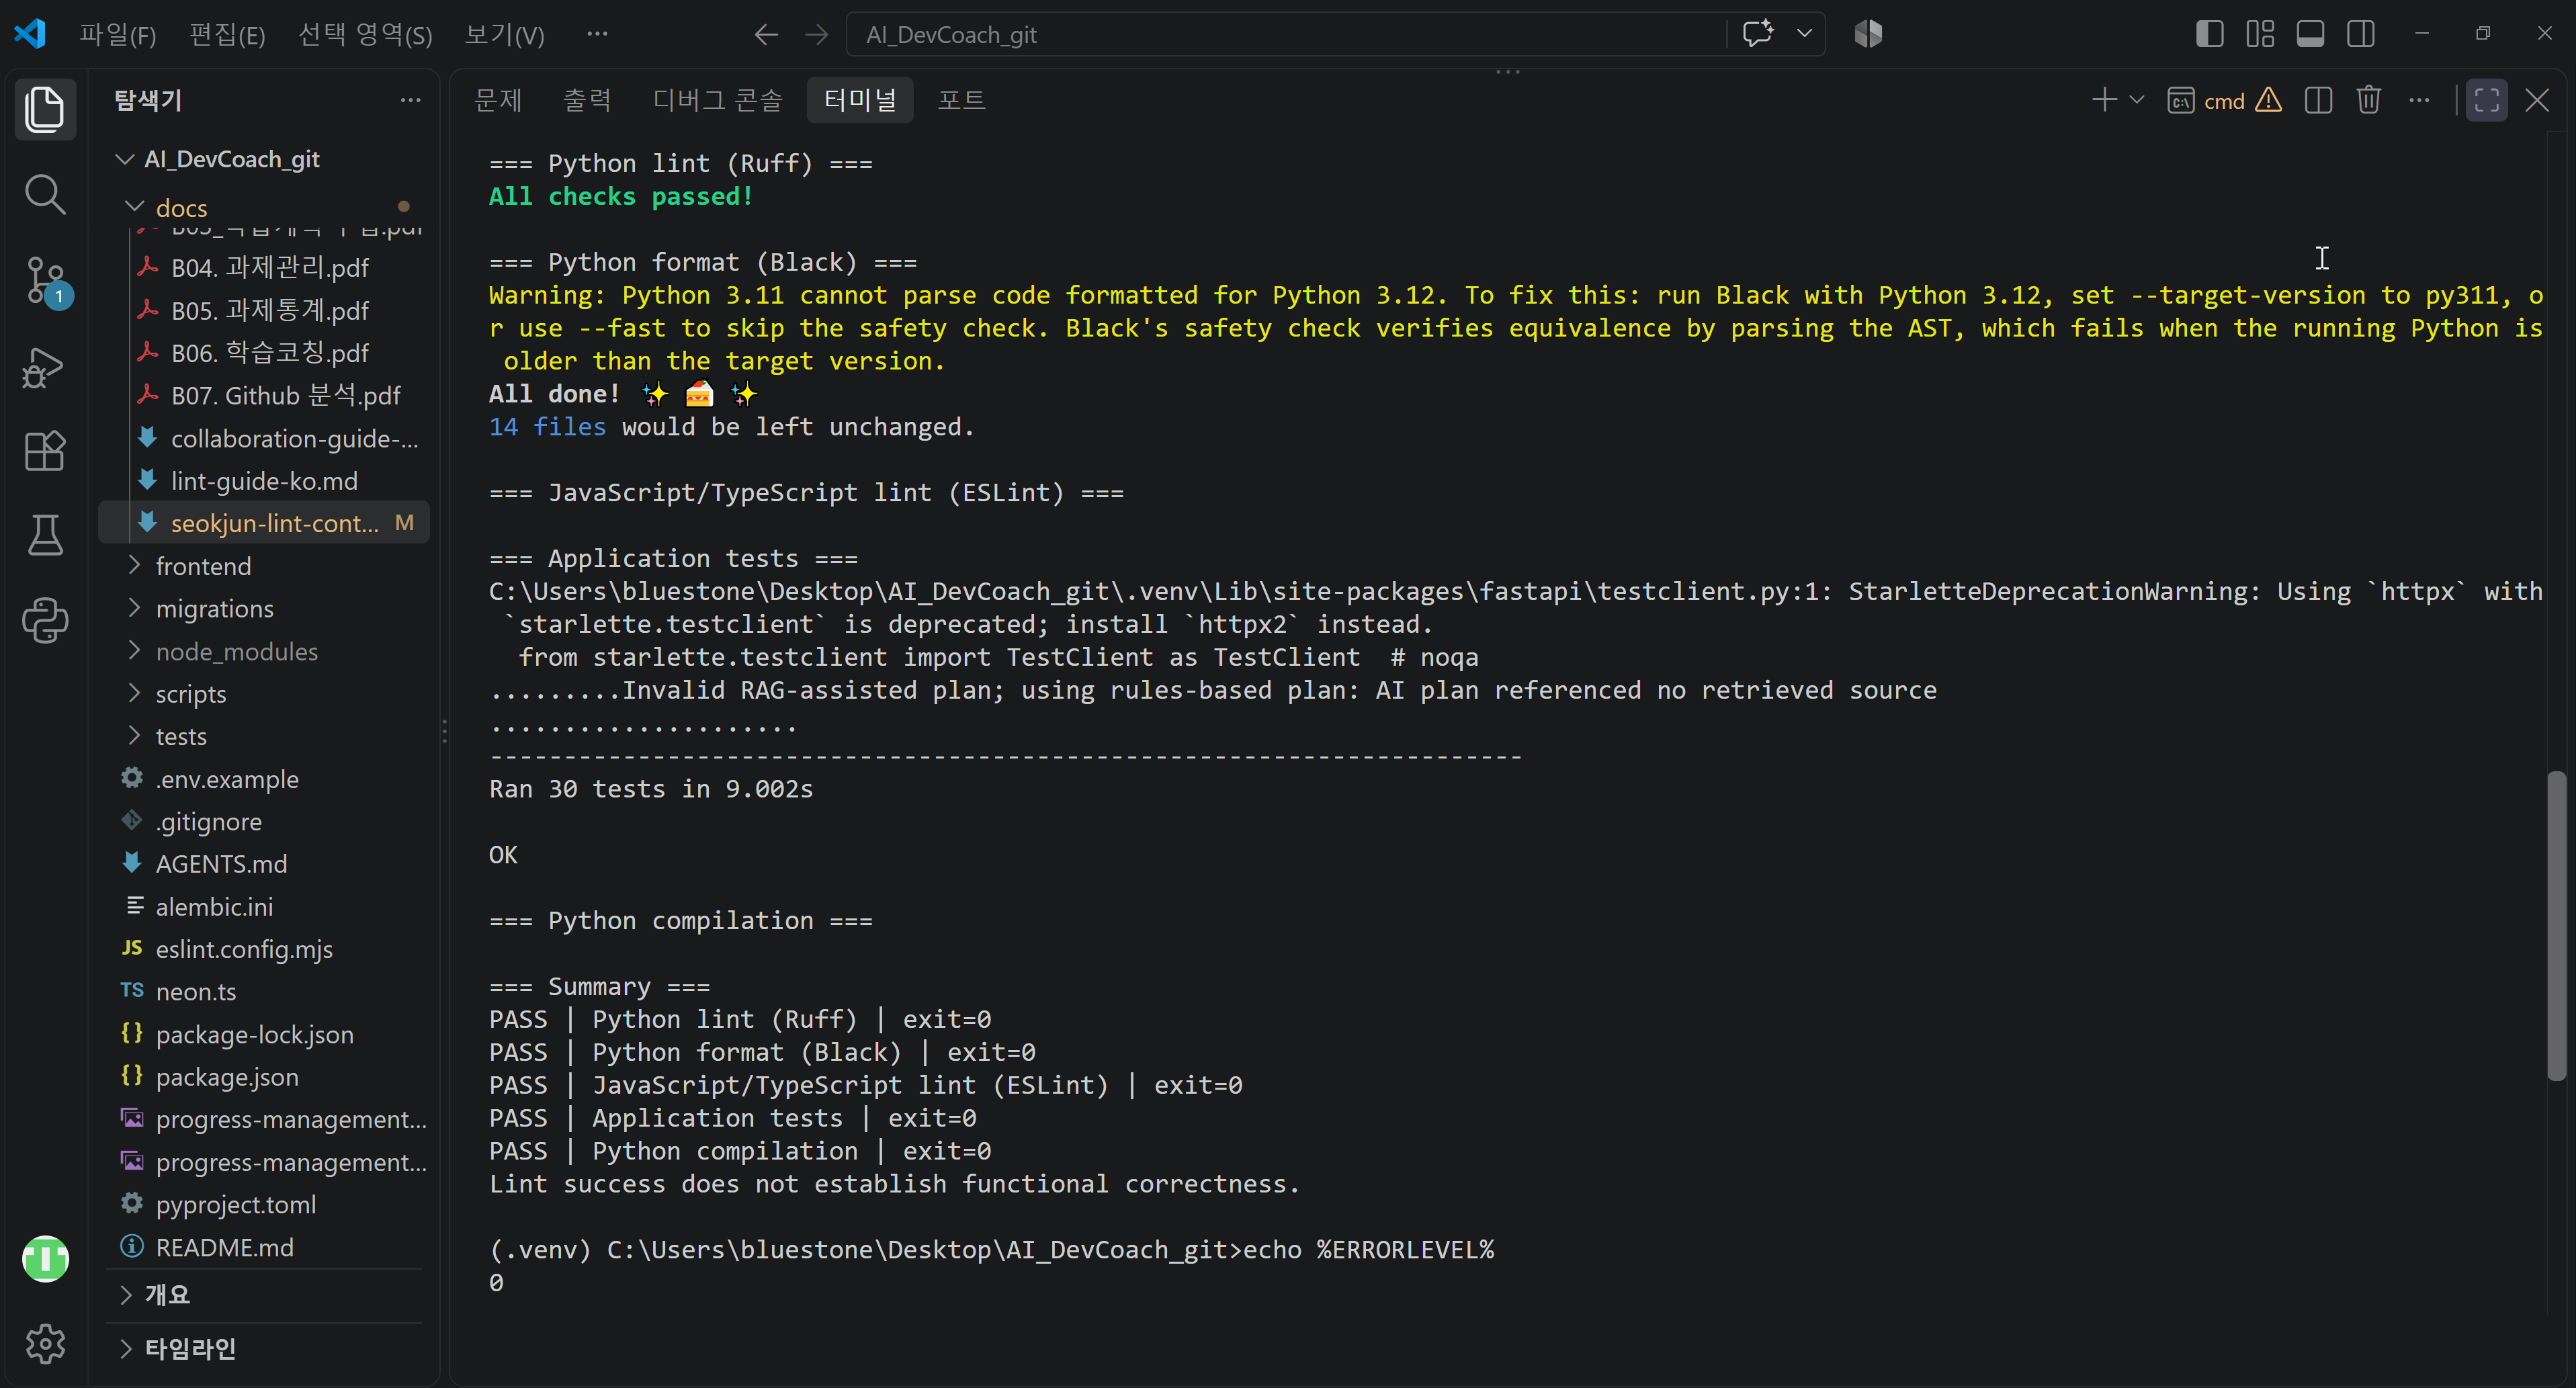 파일(F) 편집(E) 선택 영역(S) 보기(V) ···
AI_DevCoach_git
탐색기
AI_DevCoach_git
docs
B04. 과제관리.pdf
B05. 과제통계.pdf
B06. 학습코칭.pdf
B07. Github 분석.pdf
collaboration-guide-...
lint-guide-ko.md
seokjun-lint-cont... M
frontend
migrations
node_modules
scripts
tests
.env.example
.gitignore
AGENTS.md
alembic.ini
JS eslint.config.mjs
TS neon.ts
{} package-lock.json
{} package.json
progress-management...
progress-management...
pyproject.toml
README.md
개요
타임라인
1
문제 출력 디버그 콘솔 터미널 포트
cmd
=== Python lint (Ruff) ===
All checks passed!
=== Python format (Black) ===
Warning: Python 3.11 cannot parse code formatted for Python 3.12. To fix this: run Black with Python 3.12, set --target-version to py311, o
r use --fast to skip the safety check. Black's safety check verifies equivalence by parsing the AST, which fails when the running Python is
older than the target version.
All done! ✨ 🍰 ✨
14 files would be left unchanged.
=== JavaScript/TypeScript lint (ESLint) ===
=== Application tests ===
C:\Users\bluestone\Desktop\AI_DevCoach_git\.venv\Lib\site-packages\fastapi\testclient.py:1: StarletteDeprecationWarning: Using `httpx` with
`starlette.testclient` is deprecated; install `httpx2` instead.
from starlette.testclient import TestClient as TestClient  # noqa
.........Invalid RAG-assisted plan; using rules-based plan: AI plan referenced no retrieved source
.....................
----------------------------------------------------------------------
Ran 30 tests in 9.002s
OK
=== Python compilation ===
=== Summary ===
PASS | Python lint (Ruff) | exit=0
PASS | Python format (Black) | exit=0
PASS | JavaScript/TypeScript lint (ESLint) | exit=0
PASS | Application tests | exit=0
PASS | Python compilation | exit=0
Lint success does not establish functional correctness.
(.venv) C:\Users\bluestone\Desktop\AI_DevCoach_git>echo %ERRORLEVEL%
0